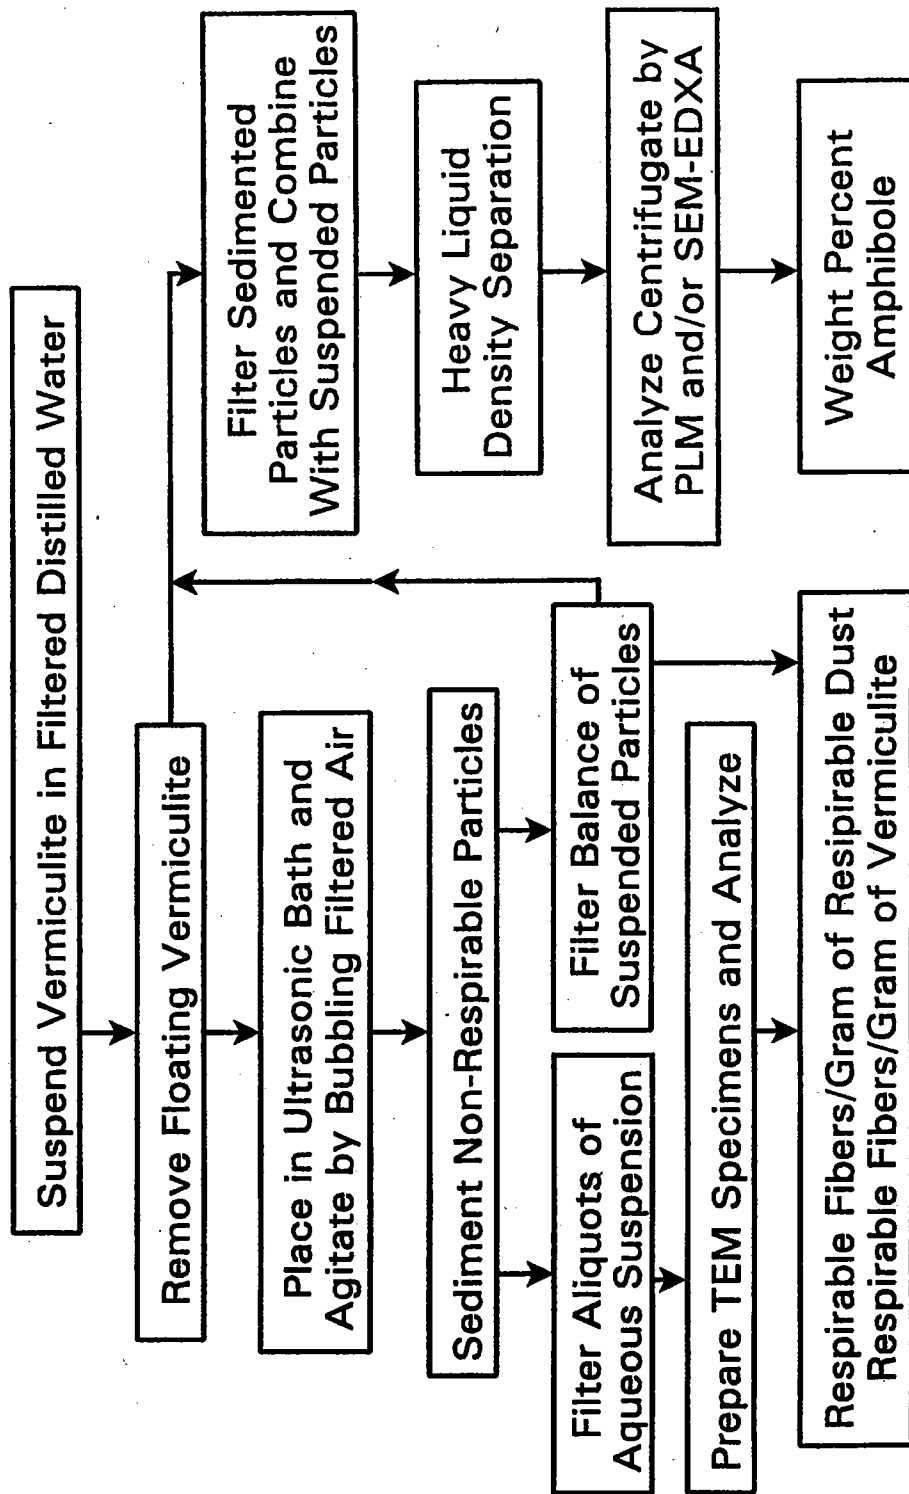 Suspend Vermiculite in Filtered Distilled Water
Remove Floating Vermiculite
Place in Ultrasonic Bath and
Agitate by Bubbling Filtered Air
Sediment Non-Respirable Particles
Filter Aliquots of
Aqueous Suspension
Filter Balance of
Suspended Particles
Prepare TEM Specimens and Analyze
Respirable Fibers/Gram of Resipirable Dust
Respirable Fibers/Gram of Vermiculite
Filter Sedimented
Particles and Combine
With Suspended Particles
Heavy Liquid
Density Separation
Analyze Centrifugate by
PLM and/or SEM-EDXA
Weight Percent
Amphibole